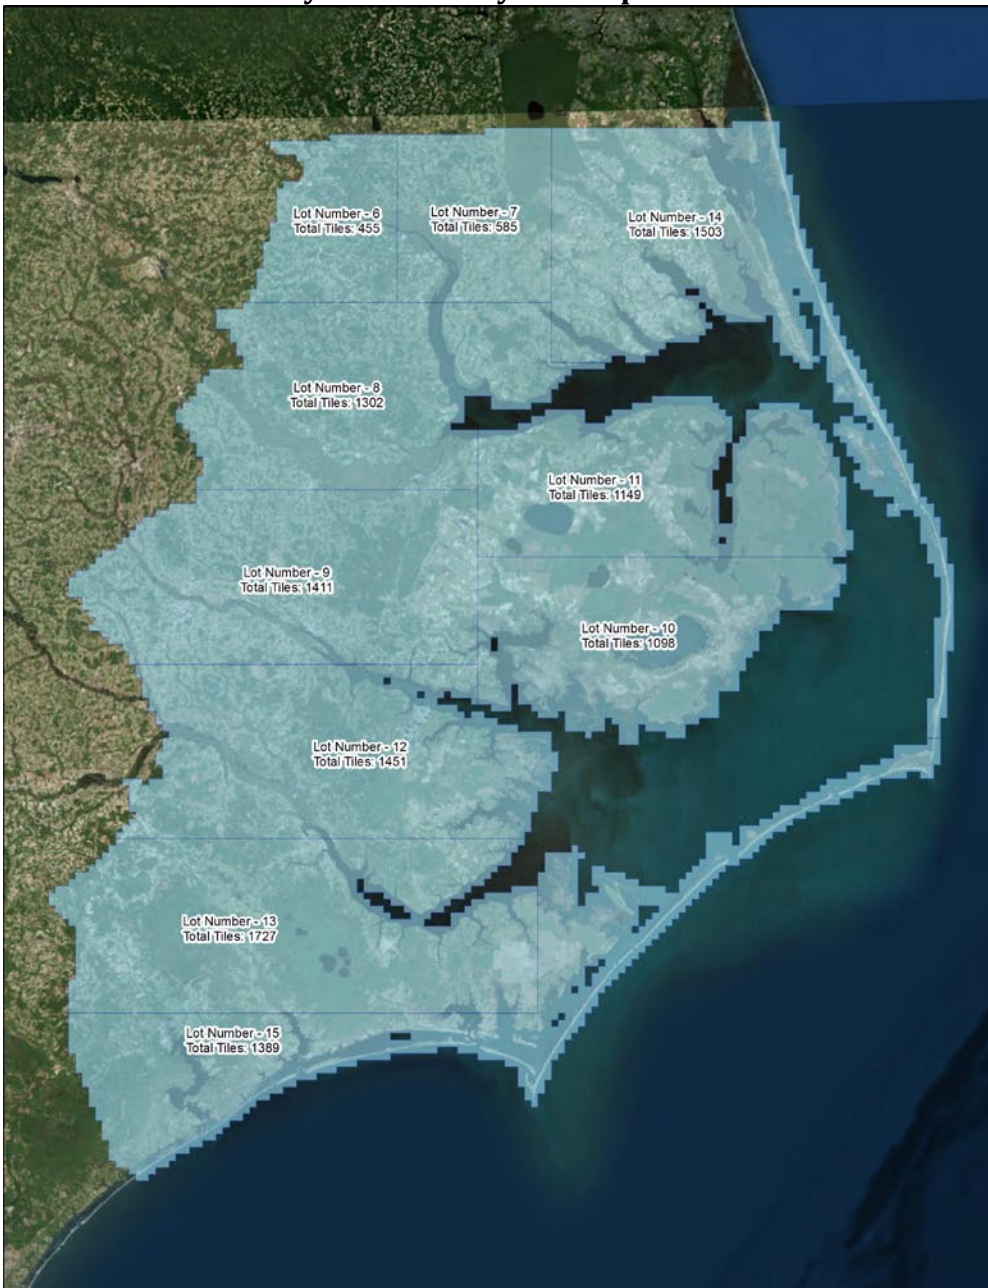 Lot Number - 6
Total Tiles: 455
Lot Number - 7
Total Tiles: 585
Lot Number - 14
Total Tiles: 1503
Lot Number - 8
Total Tiles: 1302
Lot Number - 11
Total Tiles: 1149
Lot Number - 9
Total Tiles: 1411
Lot Number - 10
Total Tiles: 1098
Lot Number - 12
Total Tiles: 1451
Lot Number - 13
Total Tiles: 1727
Lot Number - 15
Total Tiles: 1389